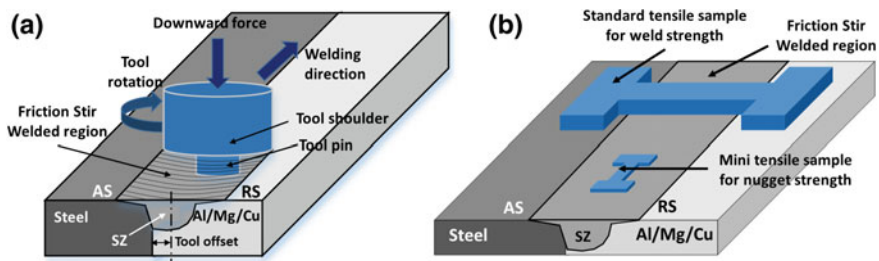 (a)
Downward force
Tool
rotation
Welding
direction
Friction Stir
Welded region
Tool shoulder
Tool pin
AS
RS
Steel
Al/Mg/Cu
SZ
Tool offset
(b)
Standard tensile sample
for weld strength
Friction Stir
Welded region
Mini tensile sample
for nugget strength
AS
RS
Steel
SZ
Al/Mg/Cu